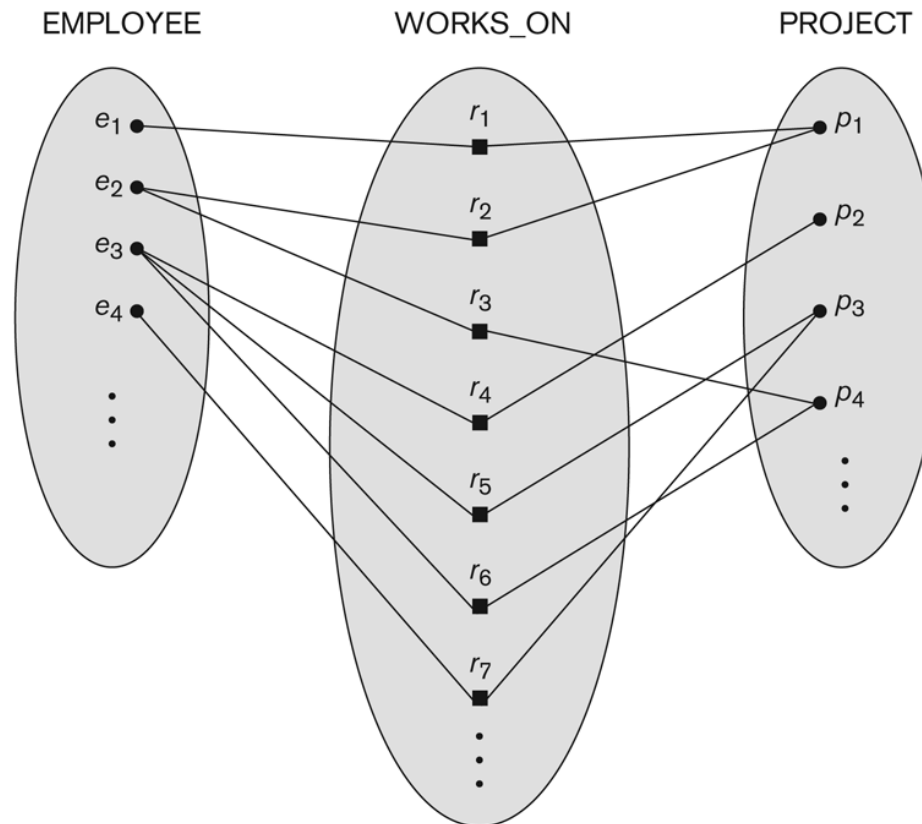 EMPLOYEE WORKS_ON PROJECT
e1
e2
e3
e4
r1
r2
r3
r4
r5
r6
r7
p1
p2
p3
p4